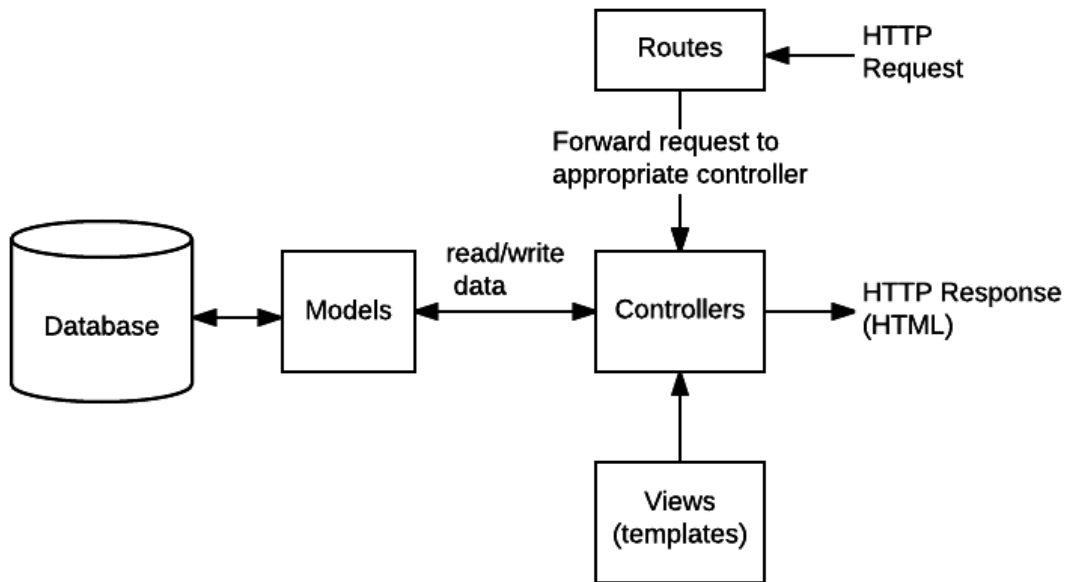 Routes
HTTP
Request
Forward request to
appropriate controller
Database
Models
read/write
data
Controllers
HTTP Response
(HTML)
Views
(templates)